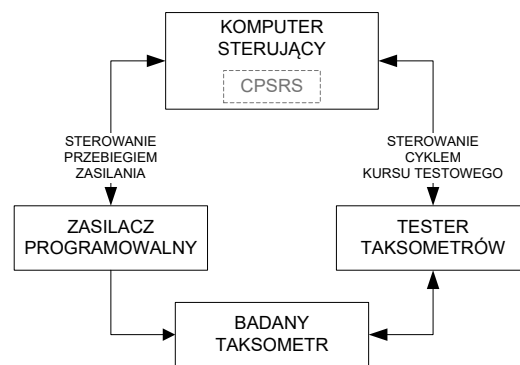 KOMPUTER
STERUJĄCY
CPSRS
STEROWANIE
PRZEBIEGIEM
ZASILANIA
STEROWANIE
CYKLEM
KURSU TESTOWEGO
ZASILACZ
PROGRAMOWALNY
TESTER
TAKSOMETRÓW
BADANY
TAKSOMETR